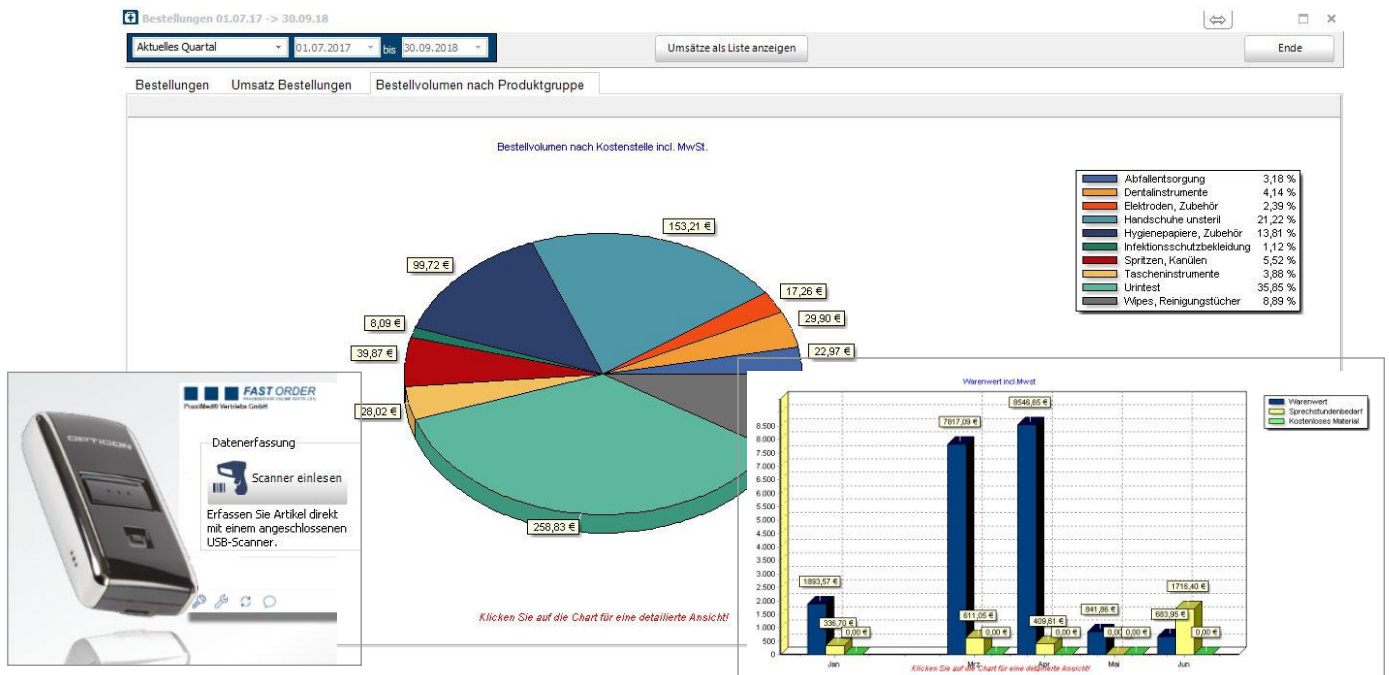 Bestellungen 01.07.17 -> 30.09.18
Aktuelles Quartal 01.07.2017 bis 30.09.2018 Umsätze als Liste anzeigen Ende
Bestellungen Umsatz Bestellungen Bestellvolumen nach Produktgruppe
Bestellvolumen nach Kostenstelle incl. MwSt.
Abfallentsorgung 3,18 %
Dentalinstrumente 4,14 %
Elektroden, Zubehör 2,39 %
Handschuhe unsteril 21,22 %
Hygienepapiere, Zubehör 13,81 %
Infektionsschutzbekleidung 1,12 %
Spritzen, Kanülen 5,52 %
Tascheninstrumente 3,88 %
Urintest 35,85 %
Wipes, Reinigungstücher 8,89 %
153,21 €
99,72 €
17,26 €
29,90 €
8,09 €
39,87 €
22,97 €
28,02 €
258,83 €
Klicken Sie auf die Chart für eine detailierte Ansicht!
OPTICON
FAST ORDER
PraxiMed® Vertriebs GmbH
Datenerfassung
Scanner einlesen
Erfassen Sie Artikel direkt
mit einem angeschlossenen
USB-Scanner.
Warenwert incl.Mwst
Warenwert
Sprechstundenbedarf
Kostenloses Material
8.500
8.000
7.500
7.000
6.500
6.000
5.500
5.000
4.500
4.000
3.500
3.000
2.500
2.000
1.500
1.000
500
0
1893,57 €
336,70 €
0,00 €
7817,09 €
611,05 €
0,00 €
8546,65 €
409,61 €
0,00 €
841,86 €
0,00 €
0,00 €
683,95 €
1716,40 €
0,00 €
Jan Mrz Apr Mai Jun
Klicken Sie auf die Chart für eine detailierte Ansicht!